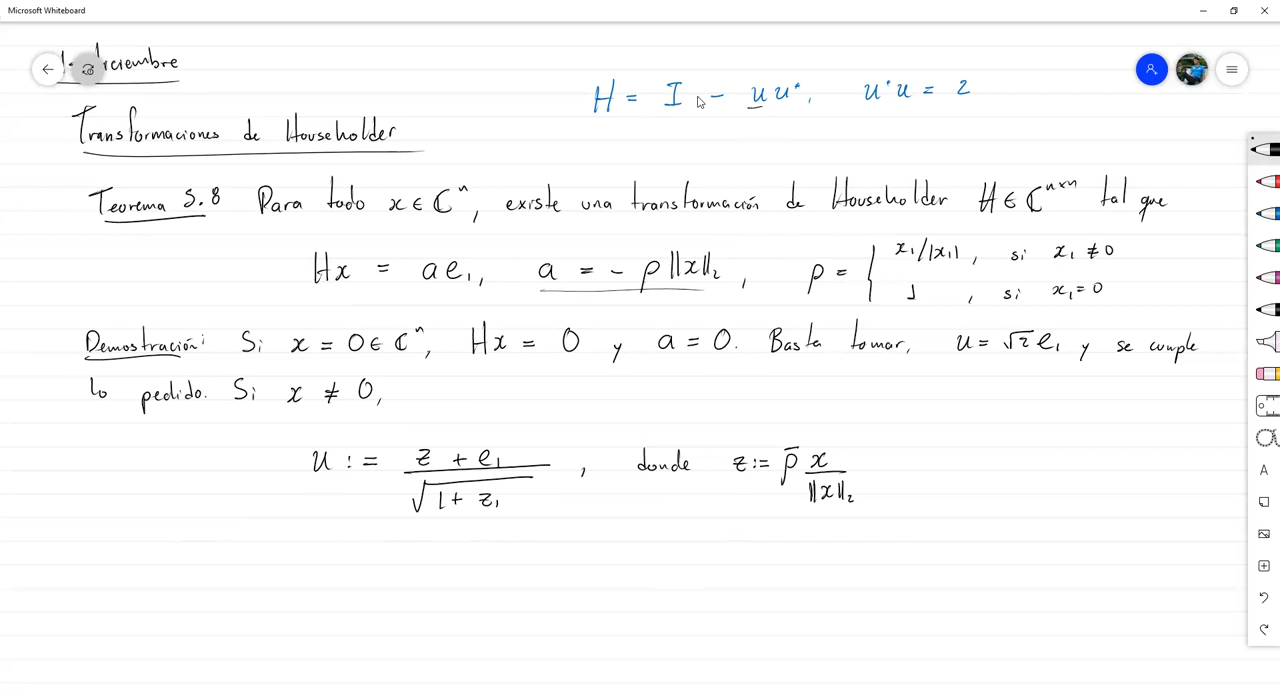 Microsoft Whiteboard
diciembre
H = I - u u*, u*u = 2
Transformaciones de Householder
Teorema 5.8 Para todo x ∈ ℂⁿ, existe una transformación de Householder H ∈ ℂⁿˣⁿ tal que
Hx = a e₁, a = - ρ ‖x‖₂, ρ = { x₁/|x₁|, si x₁ ≠ 0
1, si x₁ = 0
Demostración: Si x = 0 ∈ ℂⁿ, Hx = 0 y a = 0. Basta tomar, u = √2 e₁ y se cumple
lo pedido. Si x ≠ 0,
u := (z + e₁) / √(1 + z₁), donde z := ρ̄ x / ‖x‖₂
A